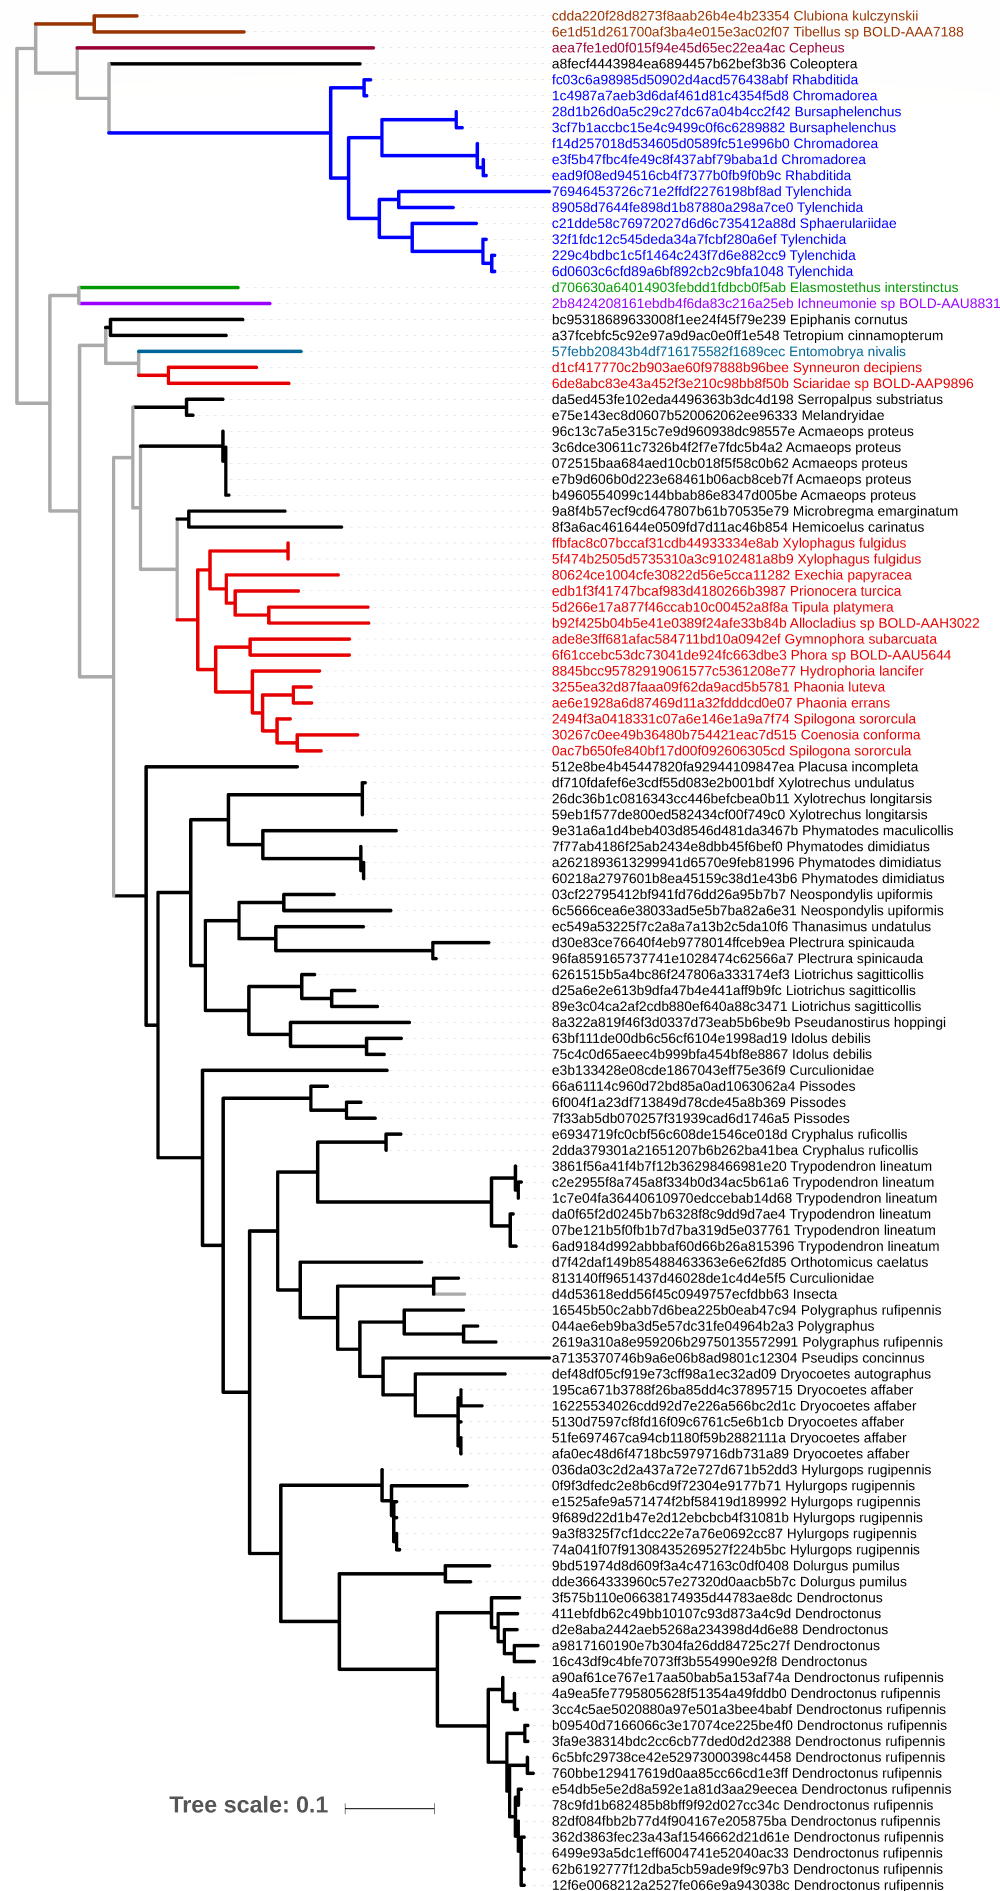 cdda220f28d8273f8aab26b4e4b23354 Clubiona kulczynskii
6e1d51d261700af3ba4e015e3ac02f07 Tibellus sp BOLD-AAA7188
aea7fe1ed0f015f94e45d65ec22ea4ac Cepheus
a8fecf4443984ea6894457b62bef3b36 Coleoptera
fc03c6a98985d50902d4acd576438abf Rhabditida
1c4987a7aeb3d6daf461d81c4354f5d8 Chromadorea
28d1b26d0a5c29c27dc67a04b4cc2f42 Bursaphelenchus
3cf7b1accbc15e4c9499c0f6c6289882 Bursaphelenchus
f14d257018d534605d0589fc51e996b0 Chromadorea
e3f5b47fbc4fe49c8f437abf79baba1d Chromadorea
ead9f08ed94516cb4f7377b0fb9f0b9c Rhabditida
76946453726c71e2ffdf2276198bf8ad Tylenchida
89058d7644fe898d1b87880a298a7ce0 Tylenchida
c21dde58c76972027d6d6c735412a88d Sphaerulariidae
32f1fdc12c545deda34a7fcbf280a6ef Tylenchida
229c4bdbc1c5f1464c243f7d6e882cc9 Tylenchida
6d0603c6cfd89a6bf892cb2c9bfa1048 Tylenchida
d706630a64014903febdd1fdbcb0f5ab Elasmostethus interstinctus
2b8424208161ebdb4f6da83c216a25eb Ichneumonie sp BOLD-AAU8831
bc95318689633008f1ee24f45f79e239 Epiphanis cornutus
a37fcebfc5c92e97a9d9ac0e0ff1e548 Tetropium cinnamopterum
57febb20843b4df716175582f1689cec Entomobrya nivalis
d1cf417770c2b903ae60f97888b96bee Synneuron decipiens
6de8abc83e43a452f3e210c98bb8f50b Sciaridae sp BOLD-AAP9896
da5ed453fe102eda4496363b3dc4d198 Serropalpus substriatus
e75e143ec8d0607b520062062ee96333 Melandryidae
96c13c7a5e315c7e9d960938dc98557e Acmaeops proteus
3c6dce30611c7326b4f2f7e7fdc5b4a2 Acmaeops proteus
072515baa684aed10cb018f5f58c0b62 Acmaeops proteus
e7b9d606b0d223e68461b06acb8ceb7f Acmaeops proteus
b4960554099c144bbab86e8347d005be Acmaeops proteus
9a8f4b57ecf9cd647807b61b70535e79 Microbregma emarginatum
8f3a6ac461644e0509fd7d11ac46b854 Hemicoelus carinatus
ffbfac8c07bccaf31cdb44933334e8ab Xylophagus fulgidus
5f474b2505d5735310a3c9102481a8b9 Xylophagus fulgidus
80624ce1004cfe30822d56e5cca11282 Exechia papyracea
edb1f3f41747bcaf983d4180266b3987 Prionocera turcica
5d266e17a877f46ccab10c00452a8f8a Tipula platymera
b92f425b04b5e41e0389f24afe33b84b Allocladius sp BOLD-AAH3022
ade8e3ff681afac584711bd10a0942ef Gymnophora subarcuata
6f61ccebc53dc73041de924fc663dbe3 Phora sp BOLD-AAU5644
8845bcc95782919061577c5361208e77 Hydrophoria lancifer
3255ea32d87faaa09f62da9acd5b5781 Phaonia luteva
ae6e1928a6d87469d11a32fdddcd0e07 Phaonia errans
2494f3a0418331c07a6e146e1a9a7f74 Spilogona sororcula
30267c0ee49b36480b754421eac7d515 Coenosia conforma
0ac7b650fe840bf17d00f092606305cd Spilogona sororcula
512e8be4b45447820fa92944109847ea Placusa incompleta
df710fdafef6e3cdf55d083e2b001bdf Xylotrechus undulatus
26dc36b1c0816343cc446befcbea0b11 Xylotrechus longitarsis
59eb1f577de800ed582434cf00f749c0 Xylotrechus longitarsis
9e31a6a1d4beb403d8546d481da3467b Phymatodes maculicollis
7f77ab4186f25ab2434e8dbb45f6bef0 Phymatodes dimidiatus
a2621893613299941d6570e9feb81996 Phymatodes dimidiatus
60218a2797601b8ea45159c38d1e43b6 Phymatodes dimidiatus
03cf22795412bf941fd76dd26a95b7b7 Neospondylis upiformis
6c5666cea6e38033ad5e5b7ba82a6e31 Neospondylis upiformis
ec549a53225f7c2a8a7a13b2c5da10f6 Thanasimus undatulus
d30e83ce76640f4eb9778014ffceb9ea Plectrura spinicauda
96fa859165737741e1028474c62566a7 Plectrura spinicauda
6261515b5a4bc86f247806a333174ef3 Liotrichus sagitticollis
d25a6e2e613b9dfa47b4e441aff9b9fc Liotrichus sagitticollis
89e3c04ca2af2cdb880ef640a88c3471 Liotrichus sagitticollis
8a322a819f46f3d0337d73eab5b6be9b Pseudanostirus hoppingi
63bf111de00db6c56cf6104e1998ad19 Idolus debilis
75c4c0d65aeec4b999bfa454bf8e8867 Idolus debilis
e3b133428e08cde1867043eff75e36f9 Curculionidae
66a61114c960d72bd85a0ad1063062a4 Pissodes
6f004f1a23df713849d78cde45a8b369 Pissodes
7f33ab5db070257f31939cad6d1746a5 Pissodes
e6934719fc0cbf56c608de1546ce018d Cryphalus ruficollis
2dda379301a21651207b6b262ba41bea Cryphalus ruficollis
3861f56a41f4b7f12b36298466981e20 Trypodendron lineatum
c2e2955f8a745a8f334b0d34ac5b61a6 Trypodendron lineatum
1c7e04fa36440610970edccebab14d68 Trypodendron lineatum
da0f65f2d0245b7b6328f8c9dd9d7ae4 Trypodendron lineatum
07be121b5f0fb1b7d7ba319d5e037761 Trypodendron lineatum
6ad9184d992abbbaf60d66b26a815396 Trypodendron lineatum
d7f42daf149b85488463363e6e62fd85 Orthotomicus caelatus
813140ff9651437d46028de1c4d4e5f5 Curculionidae
d4d53618edd56f45c0949757ecfdbb63 Insecta
16545b50c2abb7d6bea225b0eab47c94 Polygraphus rufipennis
044ae6eb9ba3d5e57dc31fe04964b2a3 Polygraphus
2619a310a8e959206b29750135572991 Polygraphus rufipennis
a7135370746b9a6e06b8ad9801c12304 Pseudips concinnus
def48df05cf919e73cff98a1ec32ad09 Dryocoetes autographus
195ca671b3788f26ba85dd4c37895715 Dryocoetes affaber
16225534026cdd92d7e226a566bc2d1c Dryocoetes affaber
5130d7597cf8fd16f09c6761c5e6b1cb Dryocoetes affaber
51fe697467ca94cb1180f59b2882111a Dryocoetes affaber
afa0ec48d6f4718bc5979716db731a89 Dryocoetes affaber
036da03c2d2a437a72e727d671b52dd3 Hylurgops rugipennis
0f9f3dfedc2e8b6cd9f72304e9177b71 Hylurgops rugipennis
e1525afe9a571474f2bf58419d189992 Hylurgops rugipennis
9f689d22d1b47e2d12ebcbcb4f31081b Hylurgops rugipennis
9a3f8325f7cf1dcc22e7a76e0692cc87 Hylurgops rugipennis
74a041f07f91308435269527f224b5bc Hylurgops rugipennis
9bd51974d8d609f3a4c47163c0df0408 Dolurgus pumilus
dde3664333960c57e27320d0aacb5b7c Dolurgus pumilus
3f575b110e06638174935d44783ae8dc Dendroctonus
411ebfdb62c49bb10107c93d873a4c9d Dendroctonus
d2e8aba2442aeb5268a234398d4d6e88 Dendroctonus
a9817160190e7b304fa26dd84725c27f Dendroctonus
16c43df9c4bfe7073ff3b554990e92f8 Dendroctonus
a90af61ce767e17aa50bab5a153af74a Dendroctonus rufipennis
4a9ea5fe7795805628f51354a49fddb0 Dendroctonus rufipennis
3cc4c5ae5020880a97e501a3bee4babf Dendroctonus rufipennis
b09540d7166066c3e17074ce225be4f0 Dendroctonus rufipennis
3fa9e38314bdc2cc6cb77ded0d2d2388 Dendroctonus rufipennis
6c5bfc29738ce42e52973000398c4458 Dendroctonus rufipennis
760bbe129417619d0aa85cc66cd1e3ff Dendroctonus rufipennis
e54db5e5e2d8a592e1a81d3aa29eecea Dendroctonus rufipennis
Tree scale: 0.1
78c9fd1b682485b8bff9f92d027cc34c Dendroctonus rufipennis
82df084fbb2b77d4f904167e205875ba Dendroctonus rufipennis
362d3863fec23a43af1546662d21d61e Dendroctonus rufipennis
6499e93a5dc1eff6004741e52040ac33 Dendroctonus rufipennis
62b6192777f12dba5cb59ade9f9c97b3 Dendroctonus rufipennis
12f6e0068212a2527fe066e9a943038c Dendroctonus rufipennis